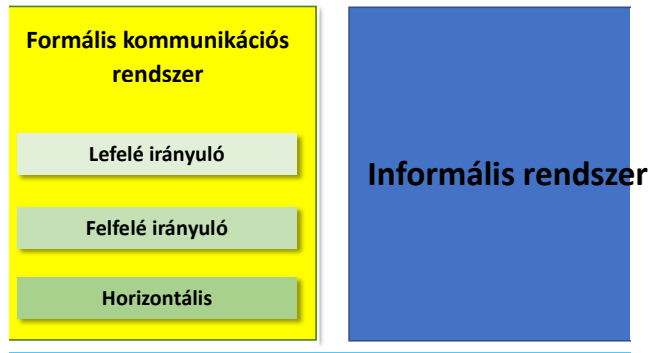 Formális kommunikációs
rendszer
Lefelé irányuló
Felfelé irányuló
Horizontális
Informális rendszer